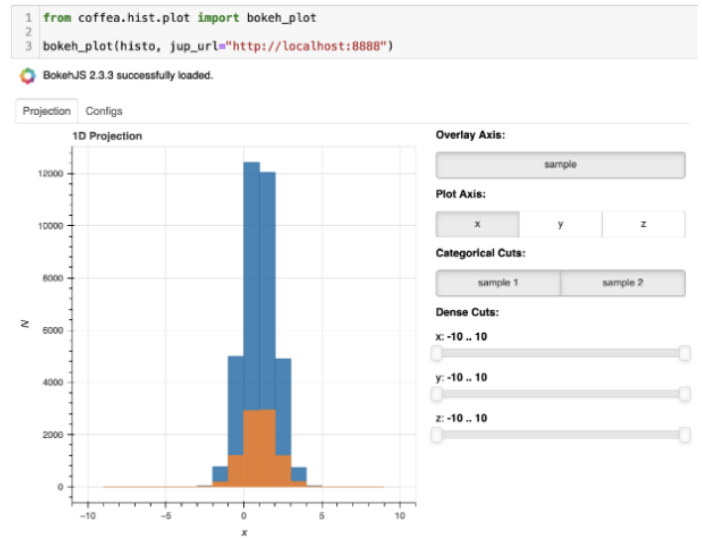 1 from coffea.hist.plot import bokeh_plot
2
3 bokeh_plot(histo, jup_url="http://localhost:8888")
BokehJS 2.3.3 successfully loaded.
Projection Configs
1D Projection
12000
10000
8000
6000
4000
2000
0
N
-10 -5 0 5 10
x
Overlay Axis:
sample
Plot Axis:
x y z
Categorical Cuts:
sample 1 sample 2
Dense Cuts:
x: -10 .. 10
y: -10 .. 10
z: -10 .. 10